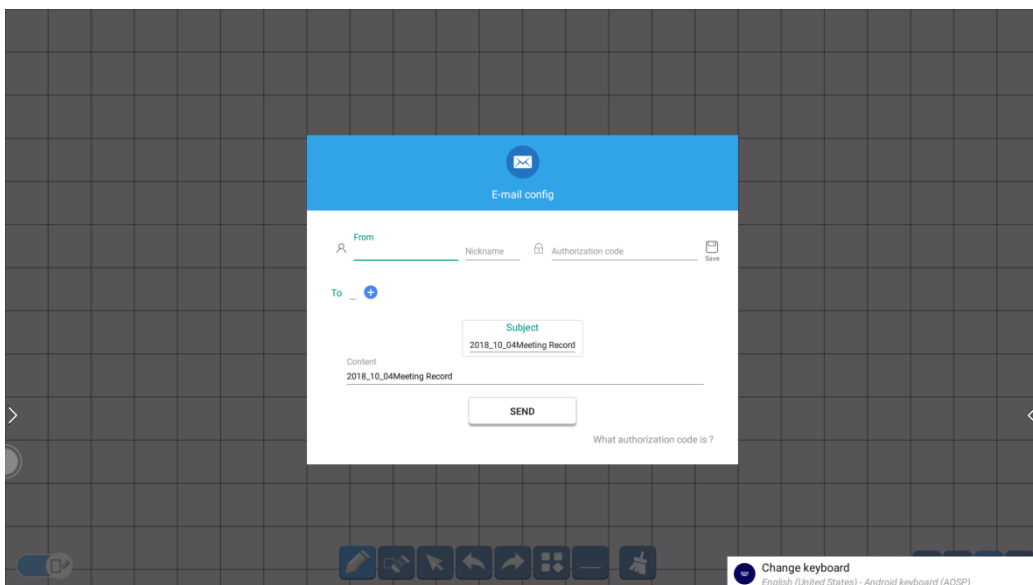 E-mail config
From
Nickname
Authorization code
Save
To
Subject
2018_10_04Meeting Record
Content
2018_10_04Meeting Record
SEND
What authorization code is ?
Change keyboard
English (United States) - Android keyboard (AOSP)